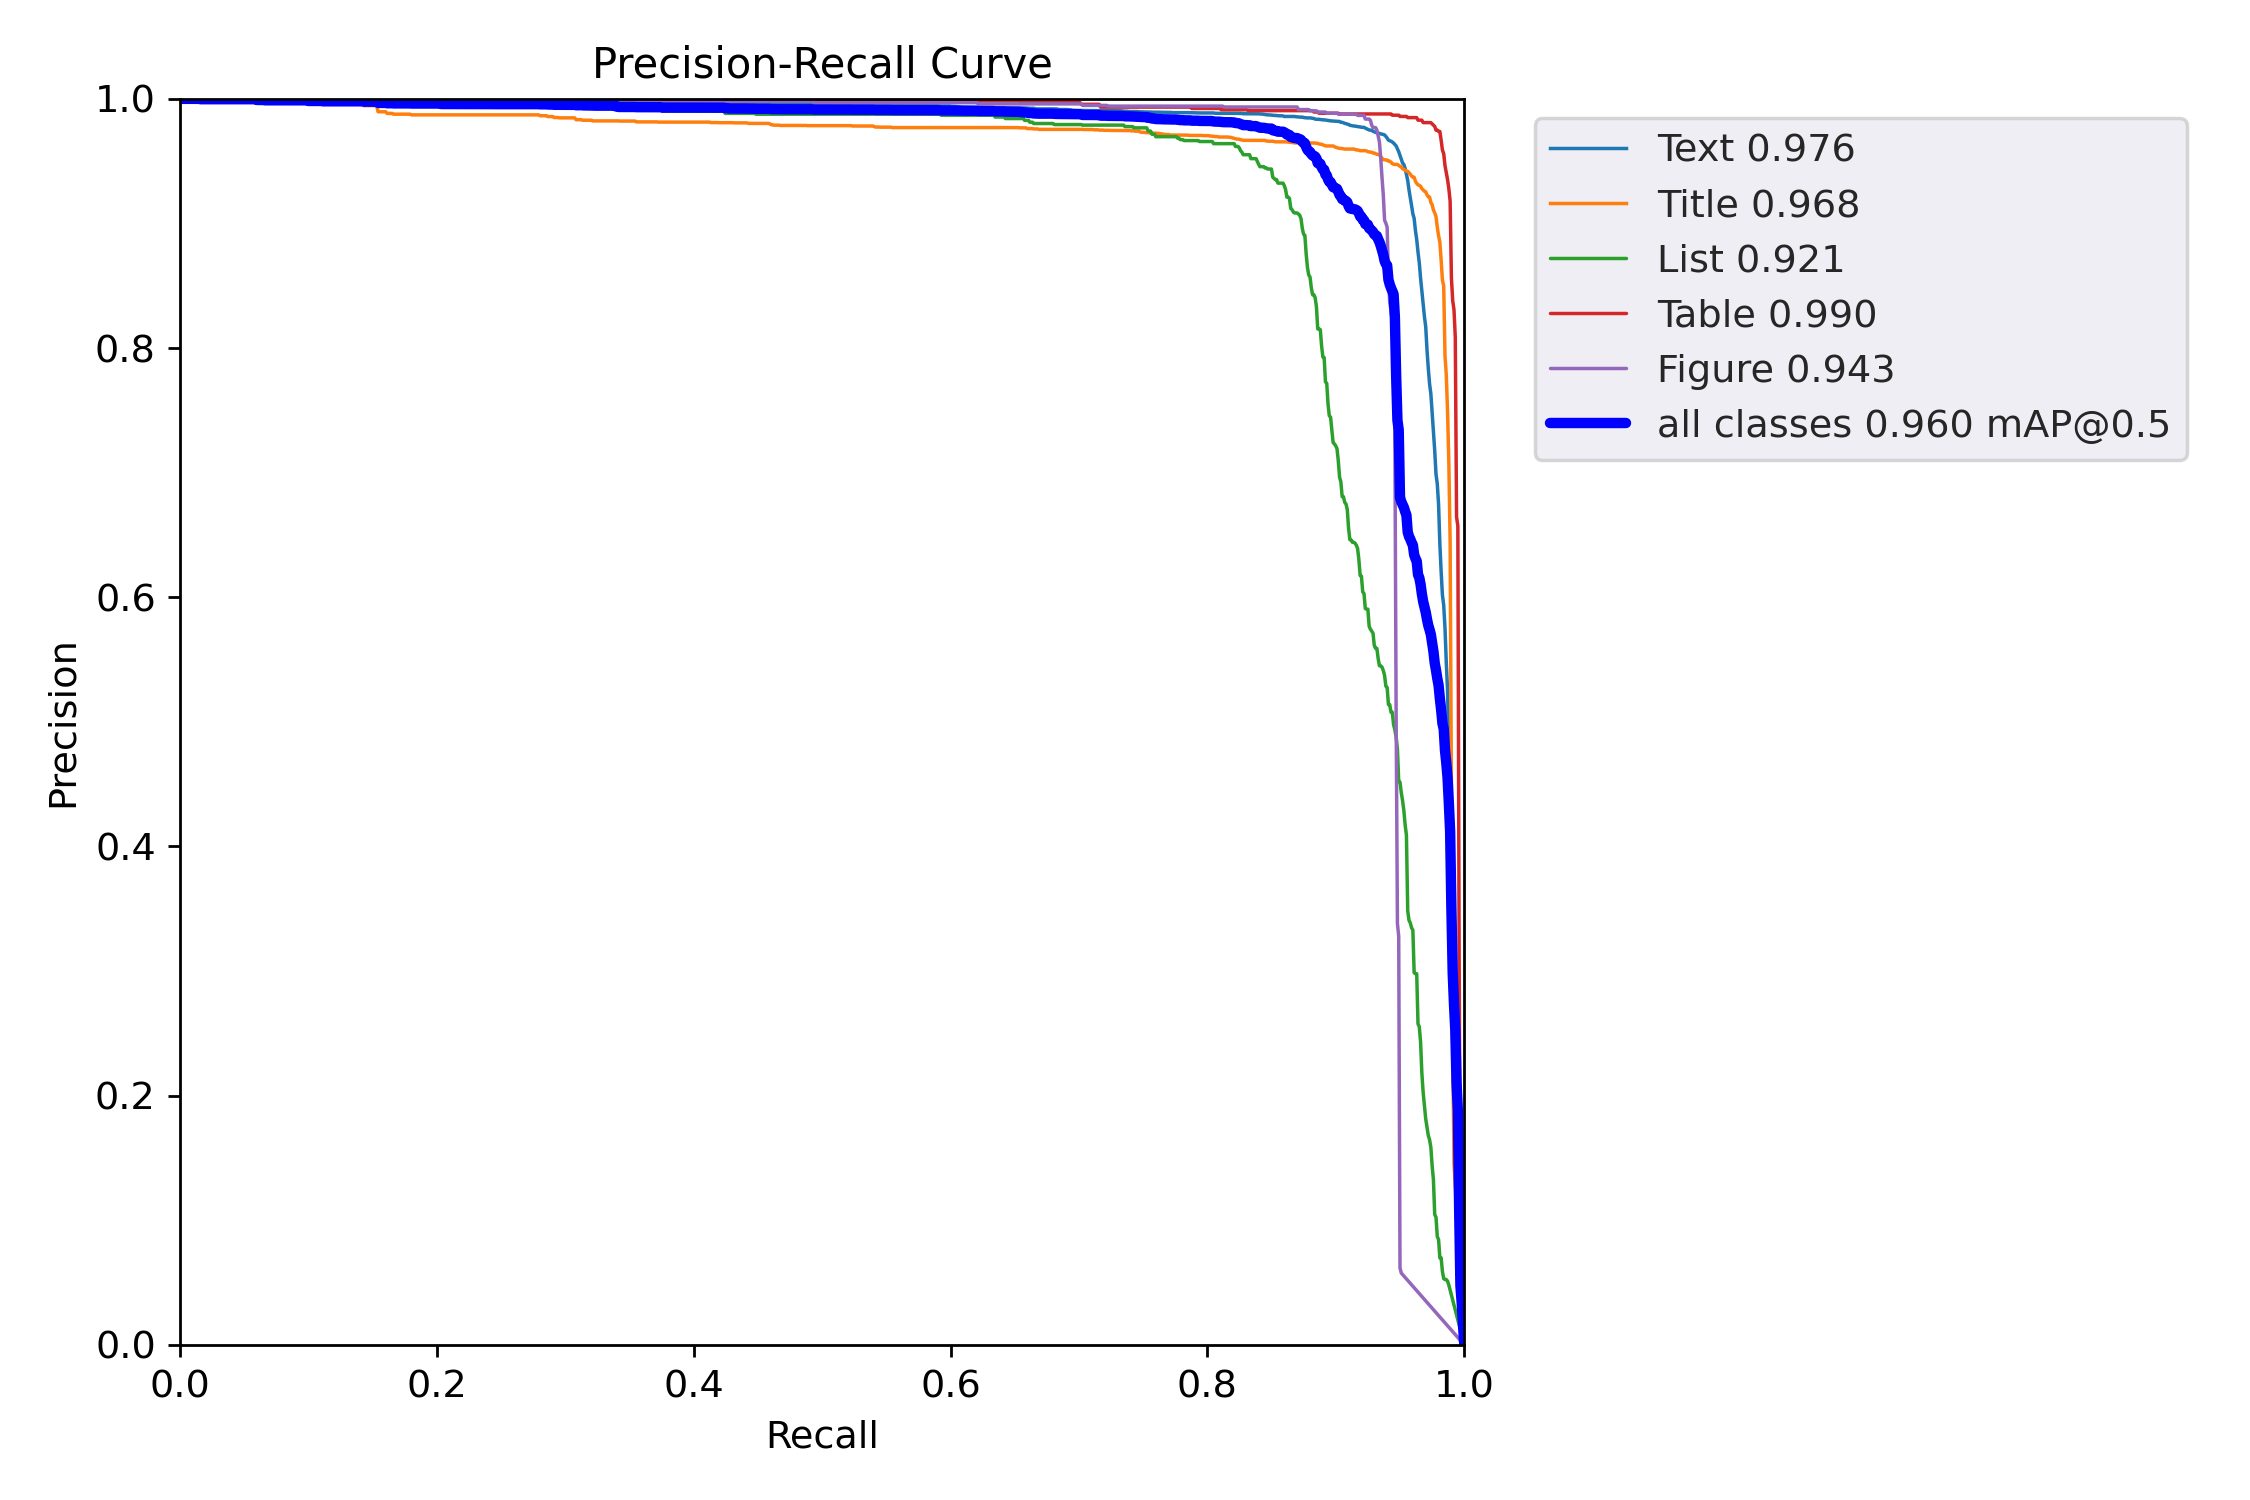 Precision-Recall Curve
1.0
0.8
0.6
0.4
0.2
0.0
Precision
0.0 0.2 0.4 0.6 0.8 1.0
Recall
Text 0.976
Title 0.968
List 0.921
Table 0.990
Figure 0.943
all classes 0.960 mAP@0.5